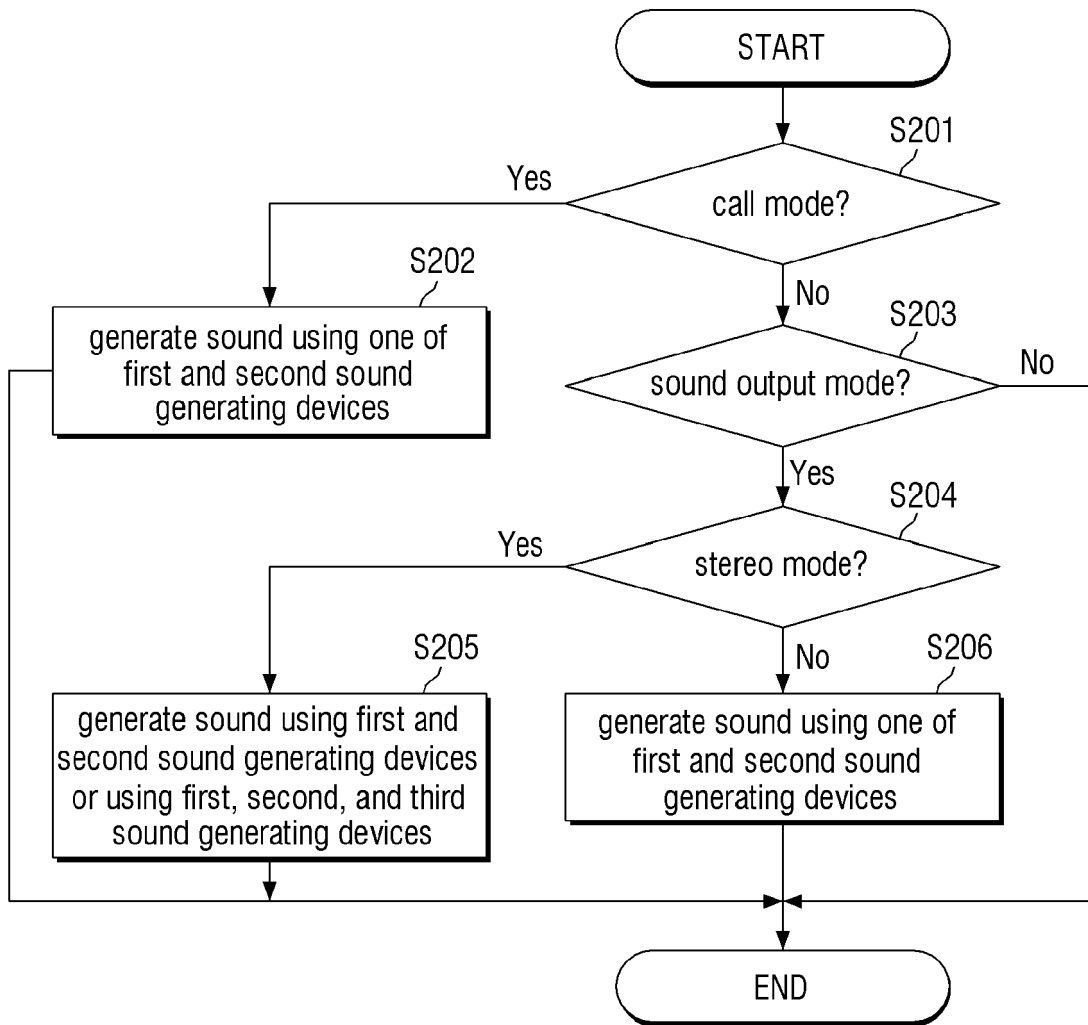 START
S201
Yes
call mode?
S202
No
S203
generate sound using one of
first and second sound
generating devices
sound output mode?
No
Yes
S204
Yes
stereo mode?
S205
No
S206
generate sound using first and
second sound generating devices
or using first, second, and third
sound generating devices
generate sound using one of
first and second sound
generating devices
END